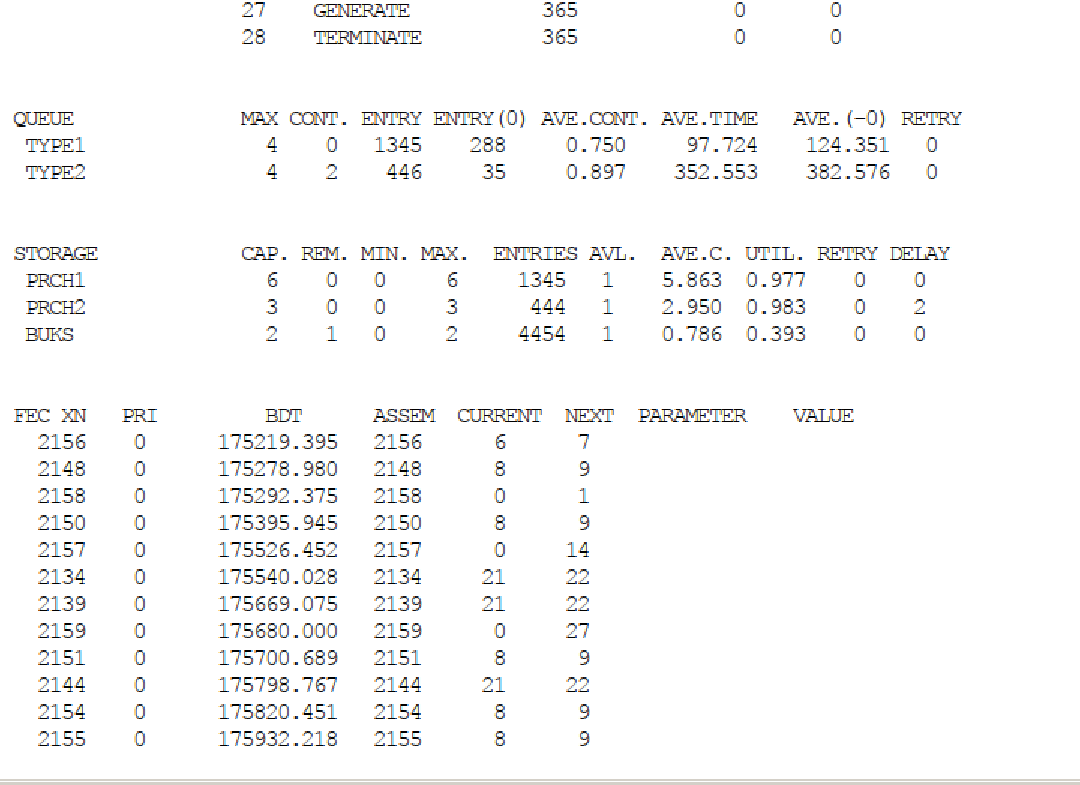 27 GENERATE 365 0 0
28 TERMINATE 365 0 0
QUEUE MAX CONT. ENTRY ENTRY(0) AVE.CONT. AVE.TIME AVE.(-0) RETRY
TYPE1 4 0 1345 288 0.750 97.724 124.351 0
TYPE2 4 2 446 35 0.897 352.553 382.576 0
STORAGE CAP. REM. MIN. MAX. ENTRIES AVL. AVE.C. UTIL. RETRY DELAY
PRCH1 6 0 0 6 1345 1 5.863 0.977 0 0
PRCH2 3 0 0 3 444 1 2.950 0.983 0 2
BUKS 2 1 0 2 4454 1 0.786 0.393 0 0
FEC XN PRI BDT ASSEM CURRENT NEXT PARAMETER VALUE
2156 0 175219.395 2156 6 7
2148 0 175278.980 2148 8 9
2158 0 175292.375 2158 0 1
2150 0 175395.945 2150 8 9
2157 0 175526.452 2157 0 14
2134 0 175540.028 2134 21 22
2139 0 175669.075 2139 21 22
2159 0 175680.000 2159 0 27
2151 0 175700.689 2151 8 9
2144 0 175798.767 2144 21 22
2154 0 175820.451 2154 8 9
2155 0 175932.218 2155 8 9